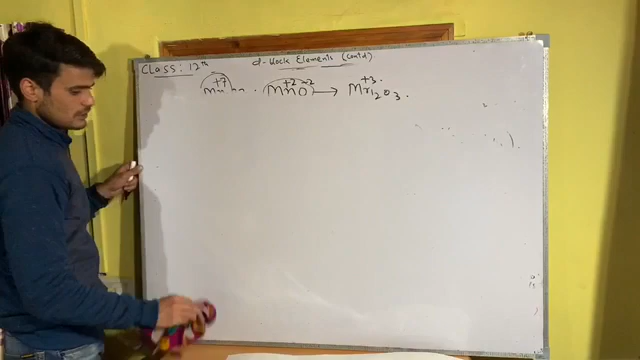 CLASS: 12th
d-block Elements (Contd)
+7 +2 -2 +3
Mn MnO → Mn2O3.